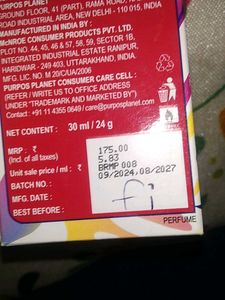 PURPOS PLANET
GROUND FLOOR, 41 (PART), RAMA ROAD,
ROAD INDUSTRIAL AREA, NEW DELHI - 110 015, INDIA
MANUFACTURED IN INDIA BY :
McNROE CONSUMER PRODUCTS PVT. LTD.
PLOT NO: 44, 45, 46 & 57, 58, 59, SECTOR 1B,
INTEGRATED INDUSTRIAL ESTATE RANIPUR,
HARIDWAR - 249 403, UTTARAKHAND, INDIA.
MFG. LIC. NO. M 20/CUA/2006
PURPOS PLANET CONSUMER CARE CELL :
(REFER / WRITE US TO OFFICE ADDRESS
UNDER "TRADEMARK AND MARKETED BY")
Contact : +91 11 4355 0649 / care@purposplanet.com
NET CONTENT : 30 ml / 24 g
MRP : ₹ 175.00
(Incl. of all taxes)
Unit sale price / ml : ₹ 5.83
BATCH NO. : BRMP 008
MFG. DATE : 09/2024,08/2027
BEST BEFORE :
PERFUME